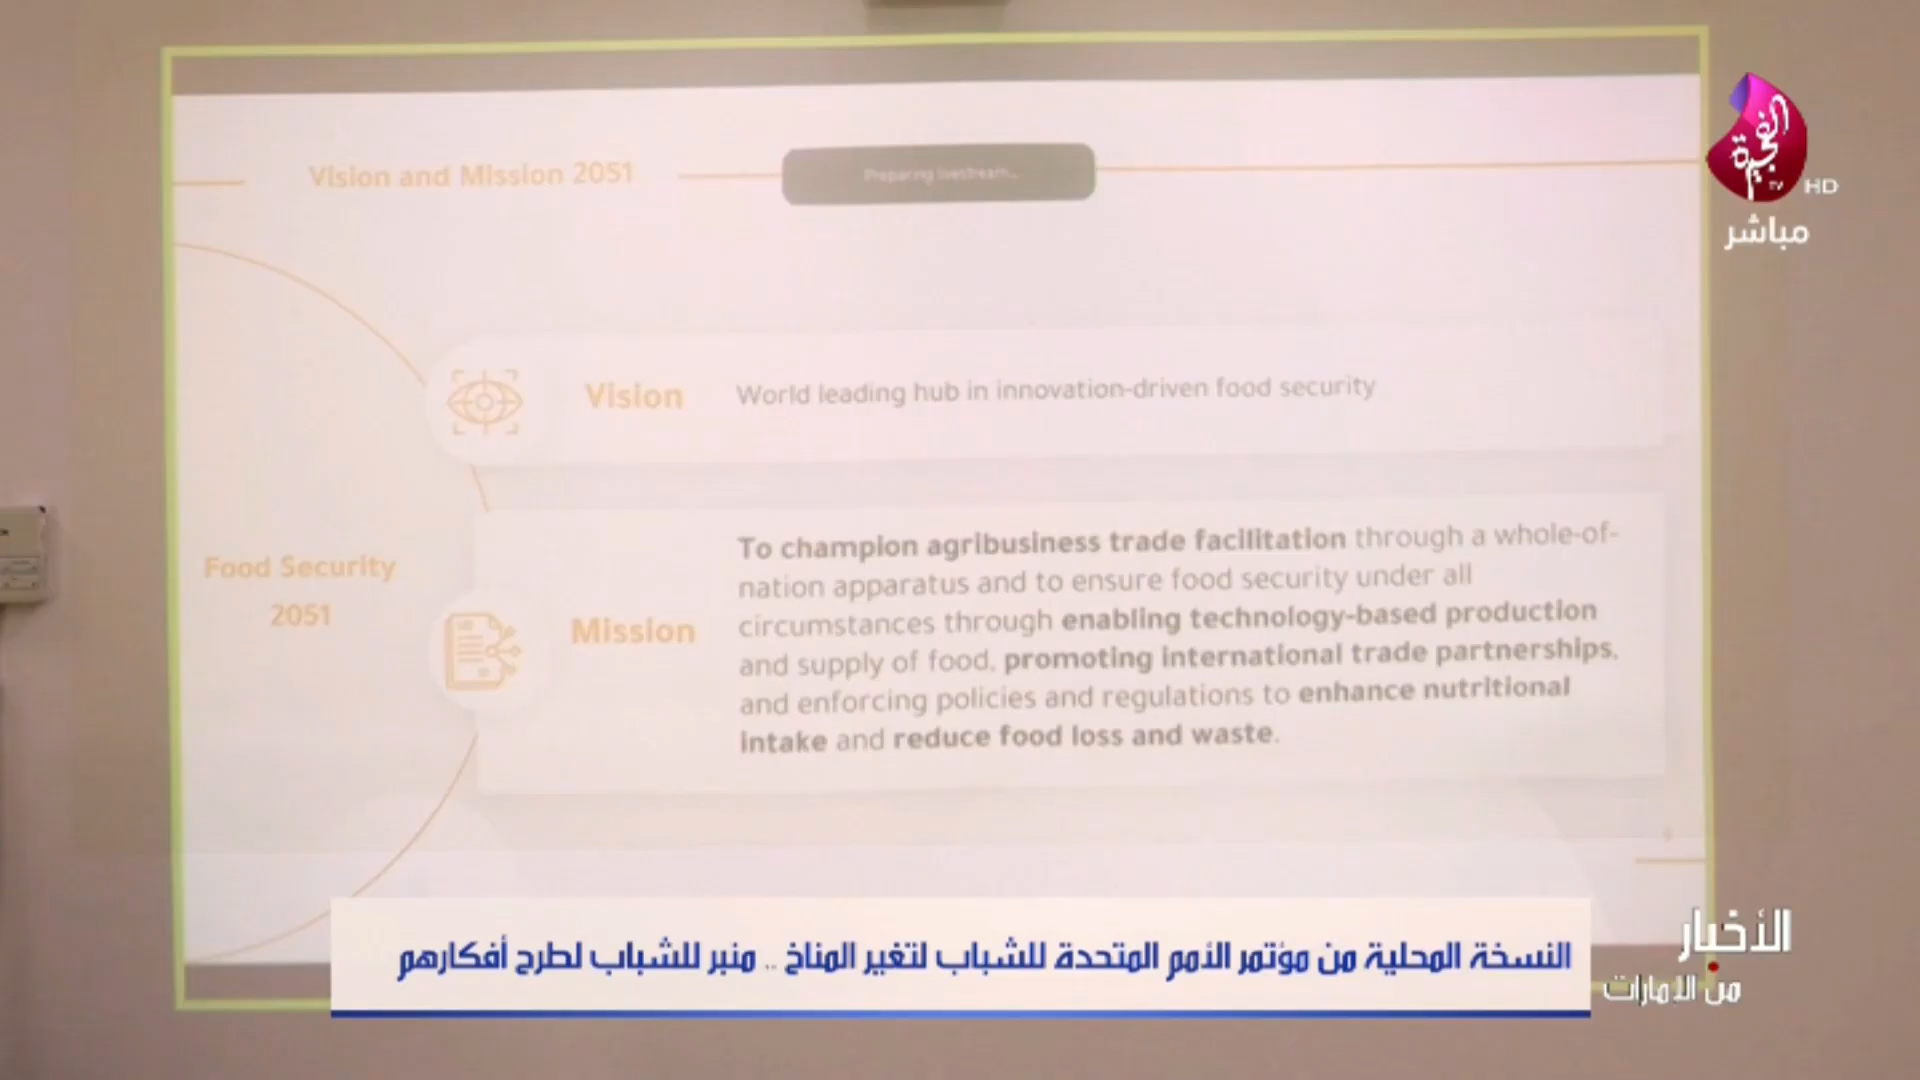 Vision and Mission 2051
Preparing livestream...
الفجيرة
TV
HD
مباشر
Vision
World leading hub in innovation-driven food security
Food Security
2051
Mission
To champion agribusiness trade facilitation through a whole-of-
nation apparatus and to ensure food security under all
circumstances through enabling technology-based production
and supply of food, promoting international trade partnerships,
and enforcing policies and regulations to enhance nutritional
intake and reduce food loss and waste.
النسخة المحلية من مؤتمر الأمم المتحدة للشباب لتغير المناخ .. منبر للشباب لطرح أفكارهم
الأخبار
من الامارات